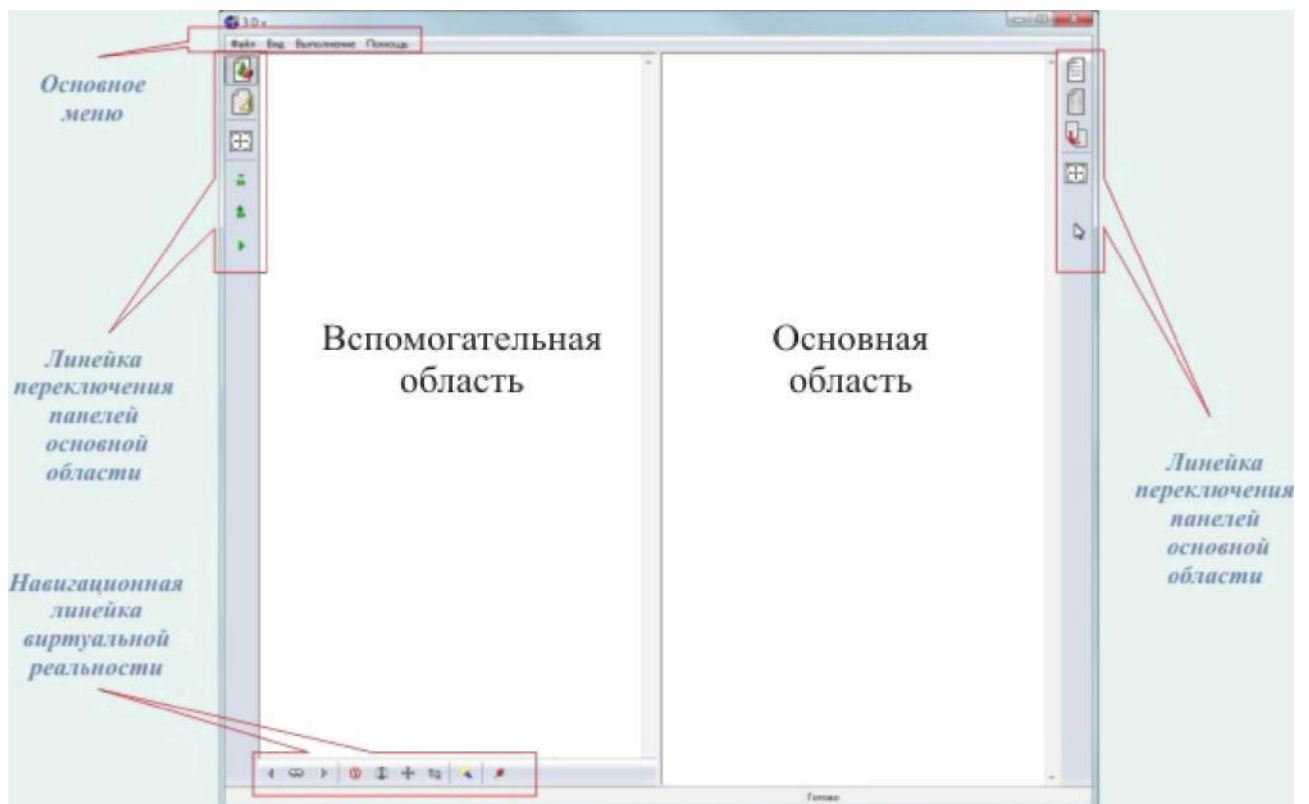 3.D v
Файл Вид Выполнение Помощь
Основное
меню
Вспомогательная
область
Основная
область
Линейка
переключения
панелей
основной
области
Линейка
переключения
панелей
основной
области
Навигационная
линейка
виртуальной
реальности
Готово